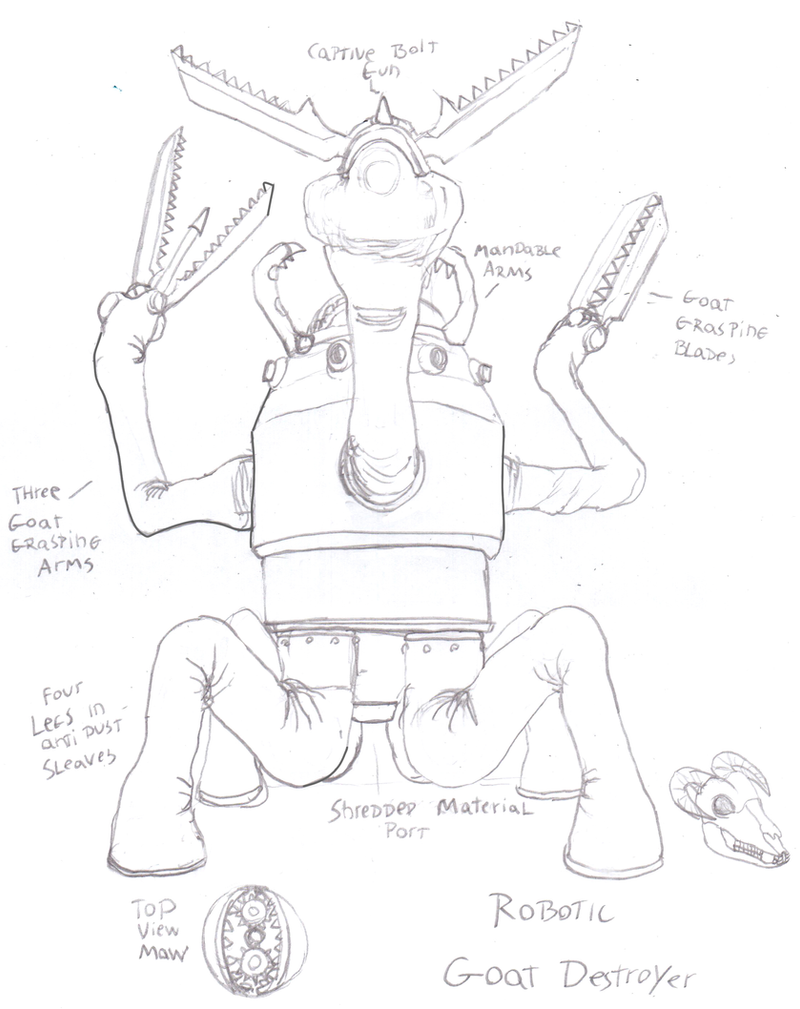 Captive Bolt
Gun
Mandable
Arms
Goat
Grasping
Blades
Three
Goat
Grasping
Arms
Four
Legs in
anti Dust
Sleaves
Shredded Material
Port
Top
View
Maw
Robotic
Goat Destroyer